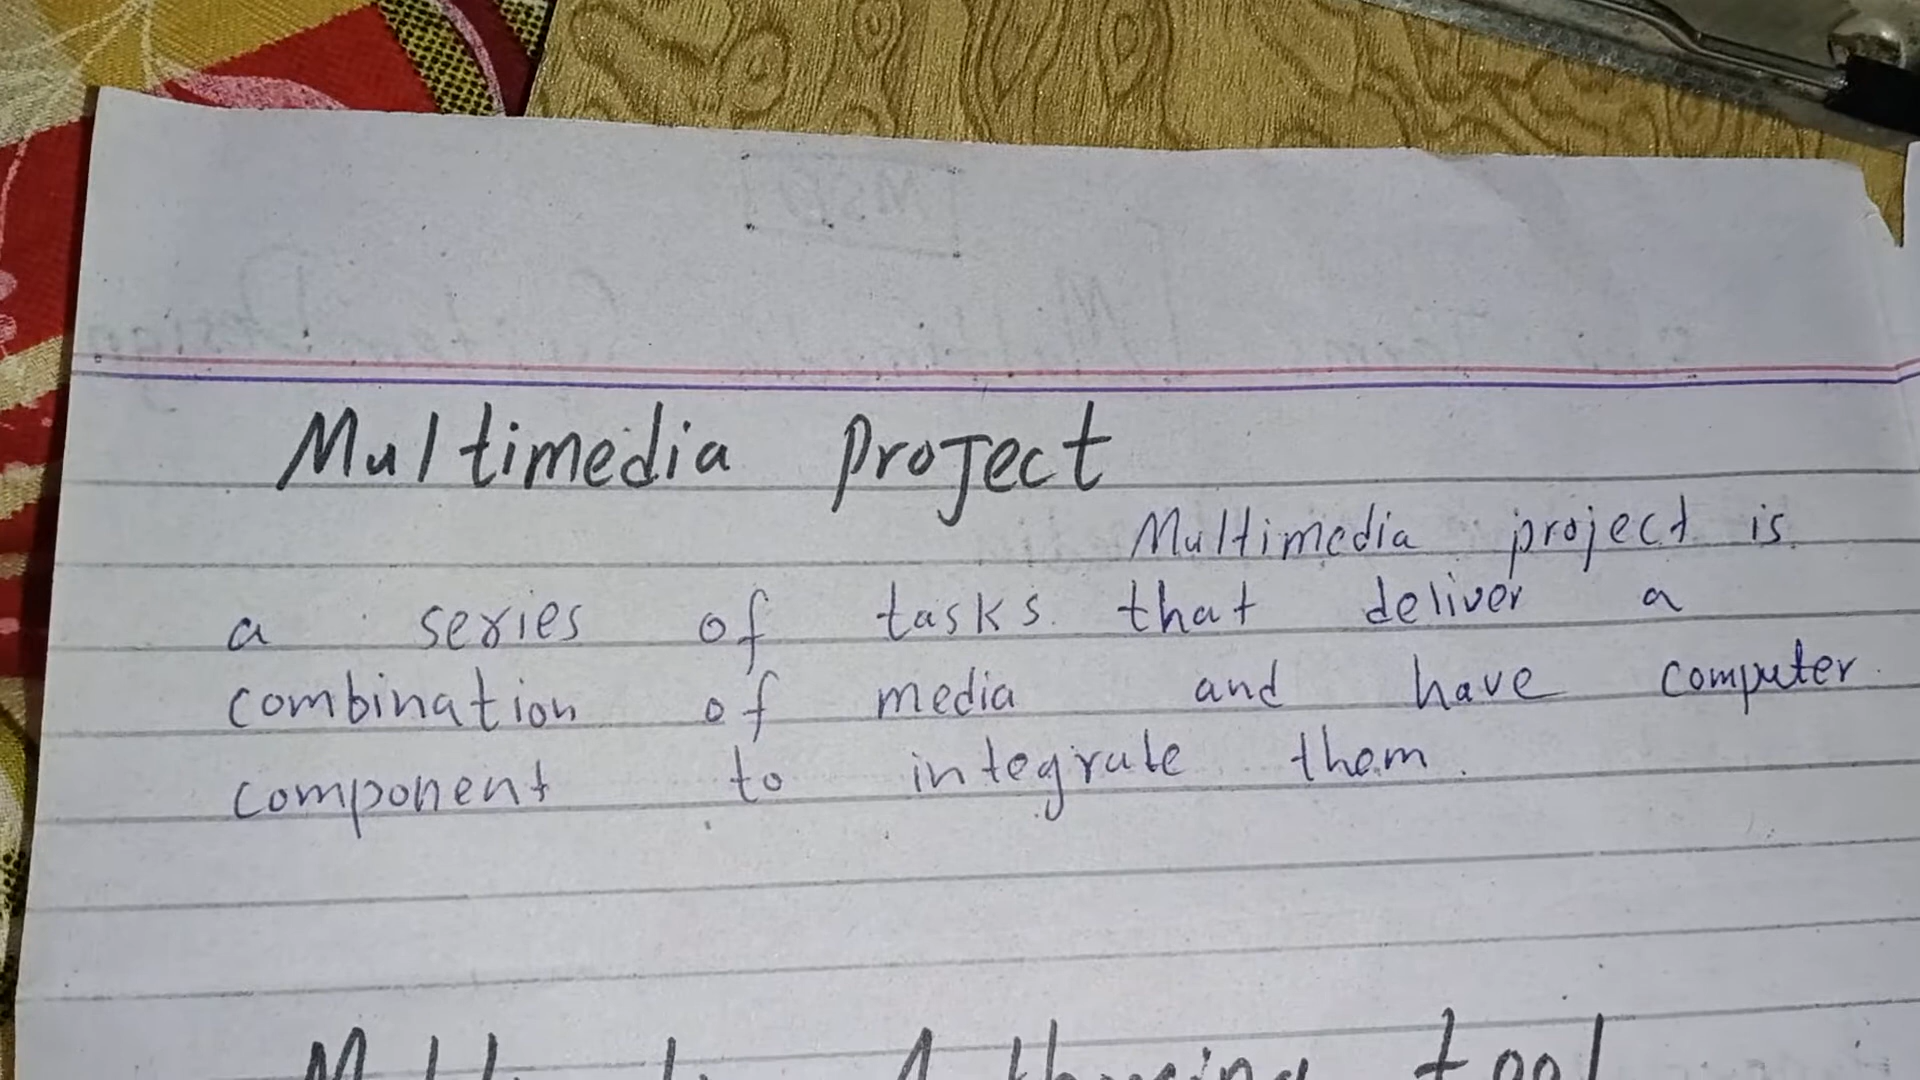 Multimedia Project
Multimedia project is
a series of tasks that deliver a
combination of media and have computer
component to integrate them.
tool